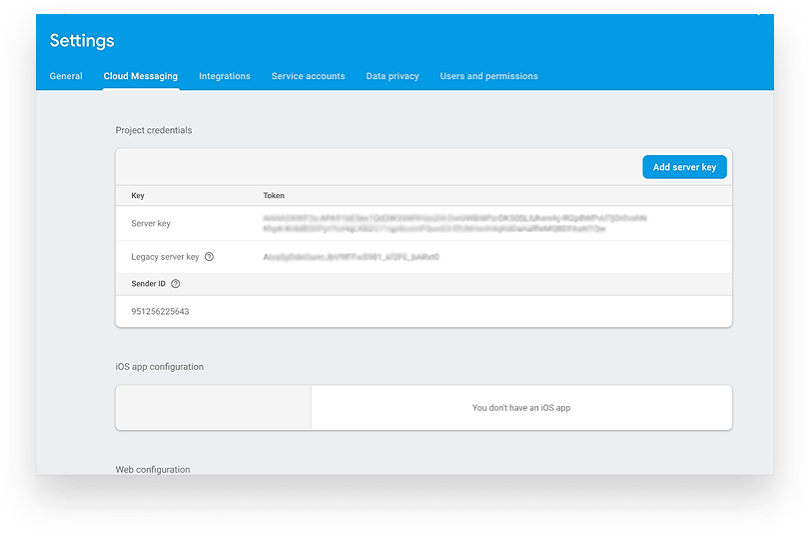 Settings
General Cloud Messaging Integrations Service accounts Data privacy Users and permissions
Project credentials
Add server key
Key Token
Server key
Legacy server key
Sender ID
951256225643
iOS app configuration
You don't have an iOS app
Web configuration